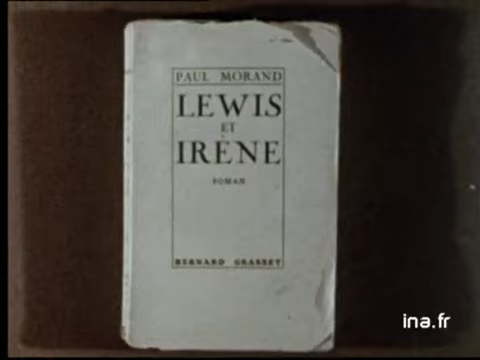 PAUL MORAND
LEWIS
ET
IRÈNE
ROMAN
BERNARD GRASSET
ina.fr